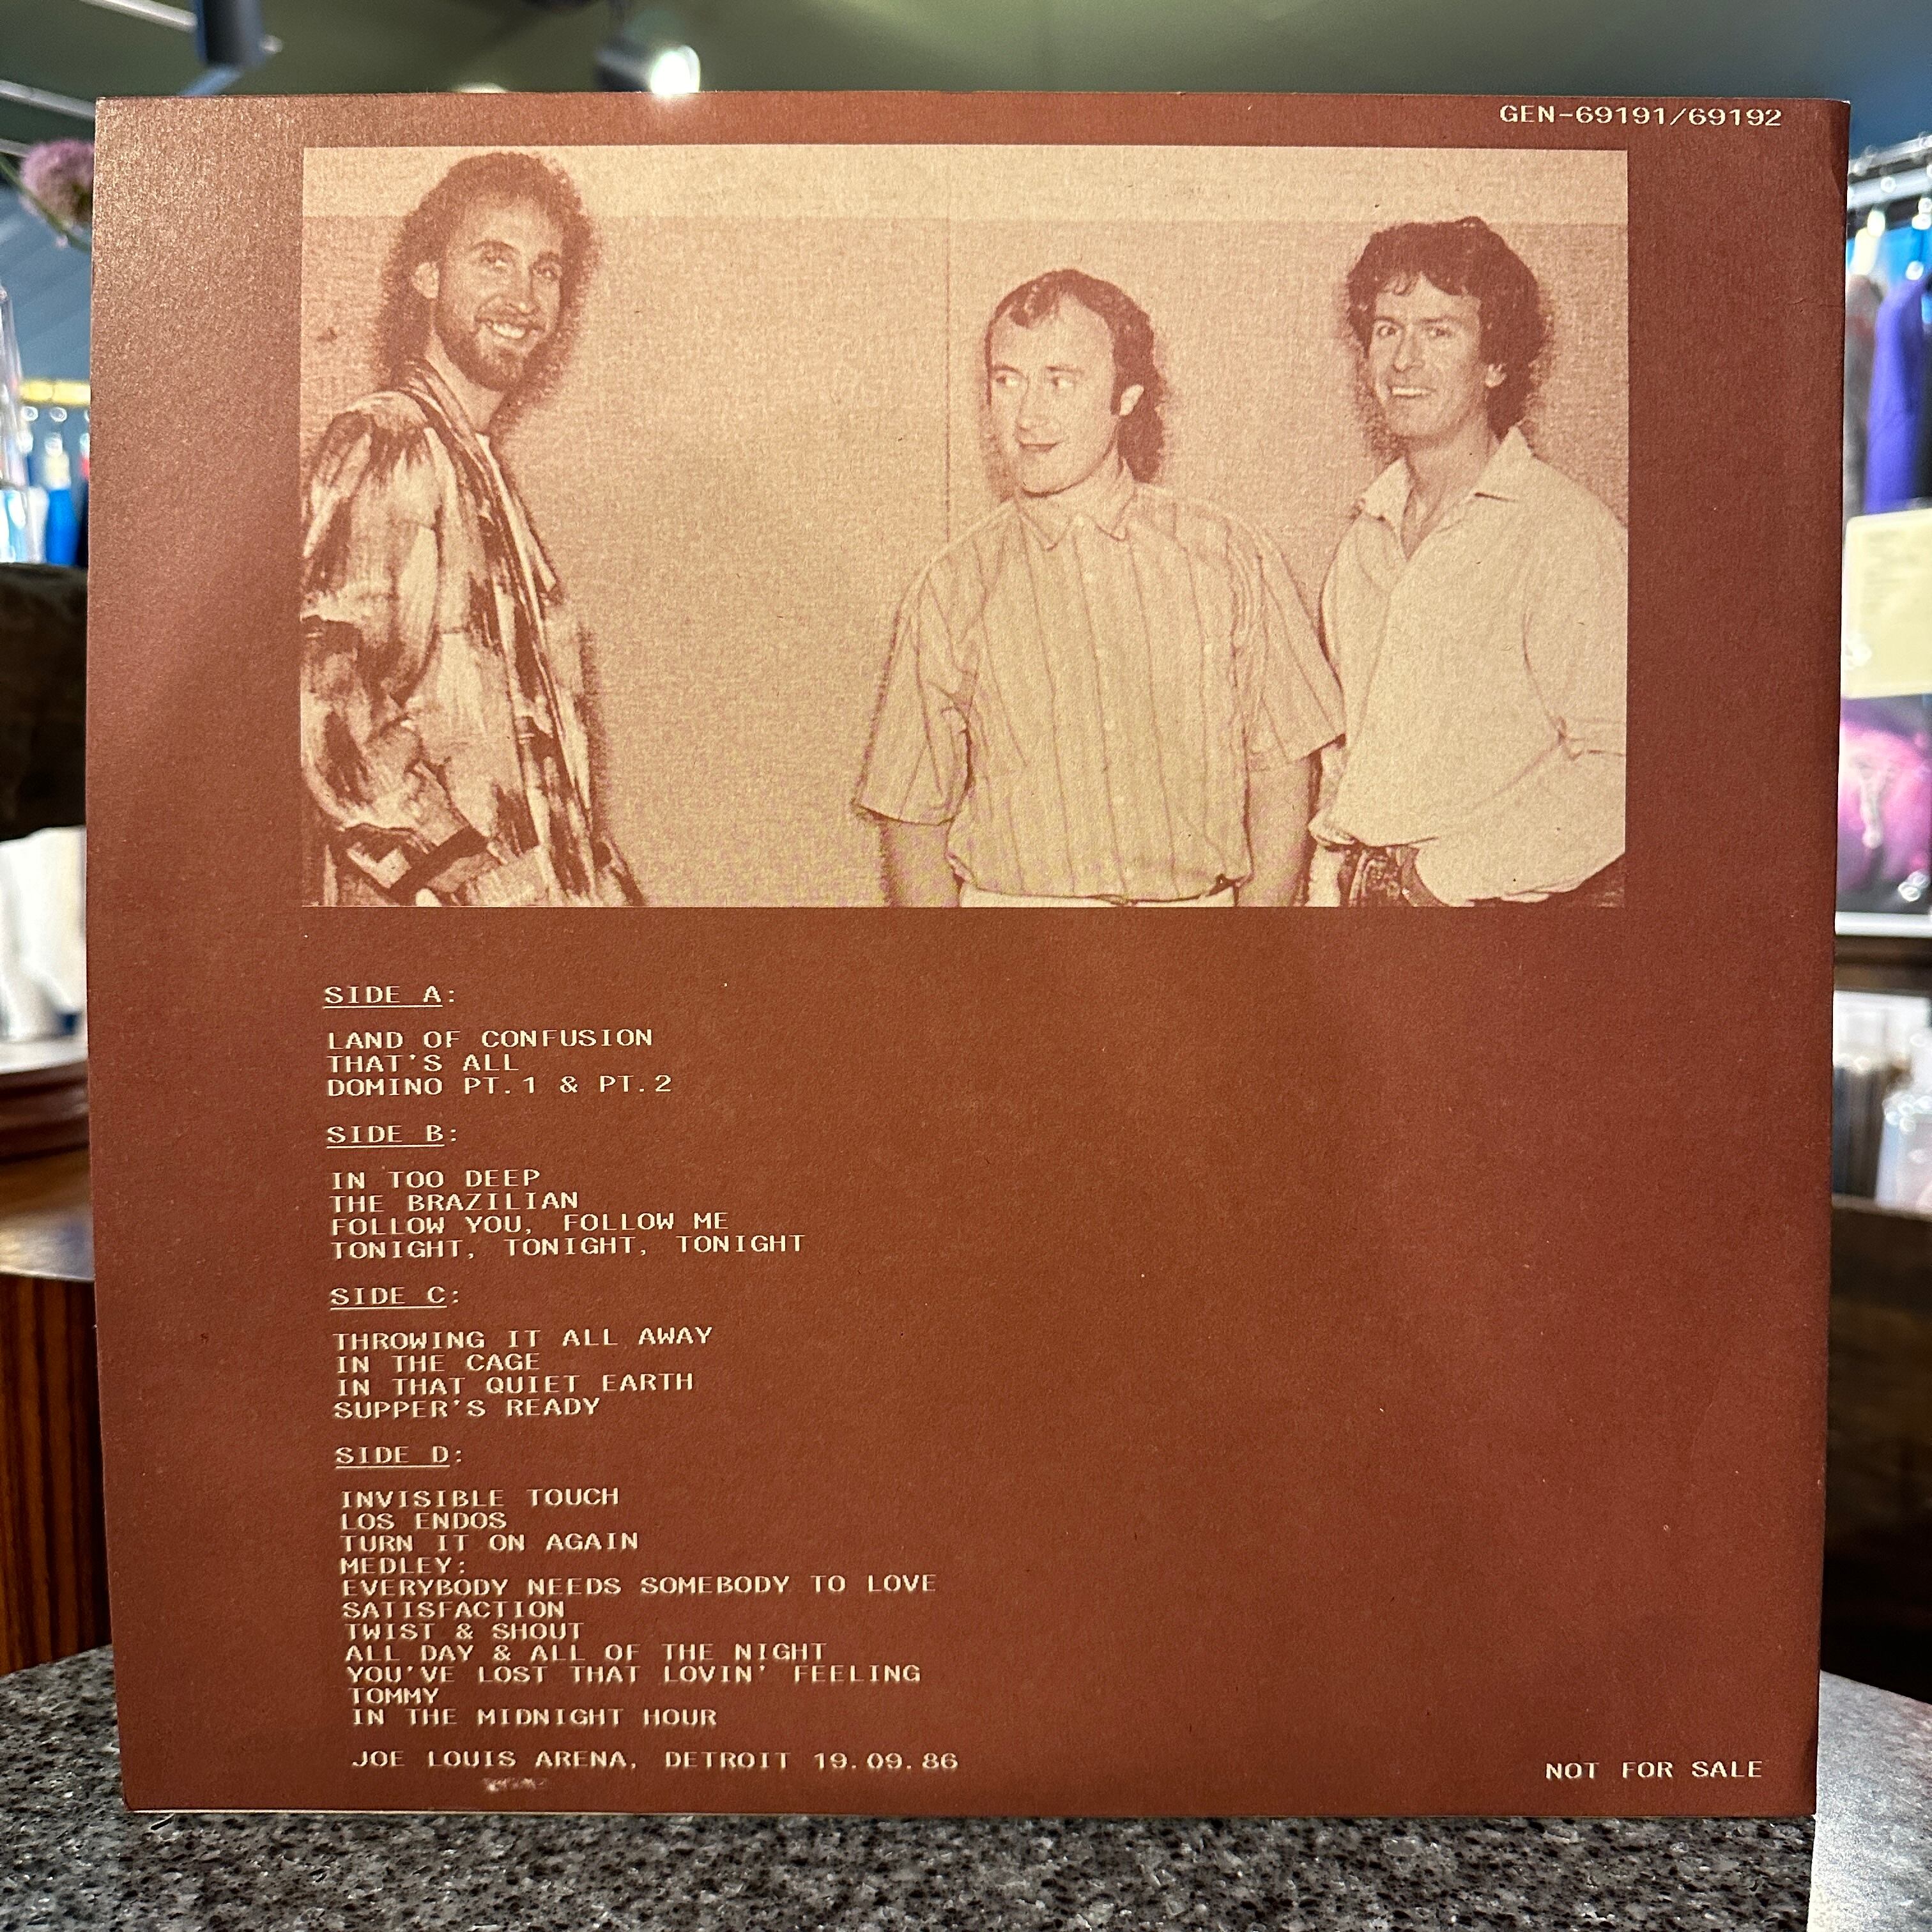 GEN-69191/69192
SIDE A:
LAND OF CONFUSION
THAT'S ALL
DOMINO PT.1 & PT.2
SIDE B:
IN TOO DEEP
THE BRAZILIAN
FOLLOW YOU, FOLLOW ME
TONIGHT, TONIGHT, TONIGHT
SIDE C:
THROWING IT ALL AWAY
IN THE CAGE
IN THAT QUIET EARTH
SUPPER'S READY
SIDE D:
INVISIBLE TOUCH
LOS ENDOS
TURN IT ON AGAIN
MEDLEY:
EVERYBODY NEEDS SOMEBODY TO LOVE
SATISFACTION
TWIST & SHOUT
ALL DAY & ALL OF THE NIGHT
YOU'VE LOST THAT LOVIN' FEELING
TOMMY
IN THE MIDNIGHT HOUR
JOE LOUIS ARENA, DETROIT 19.09.86
NOT FOR SALE